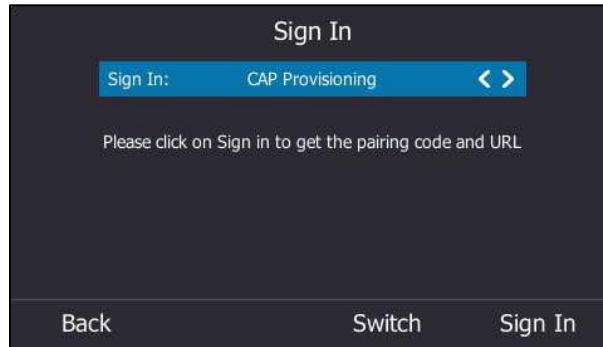 Sign In
Sign In: CAP Provisioning < >
Please click on Sign in to get the pairing code and URL
Back Switch Sign In